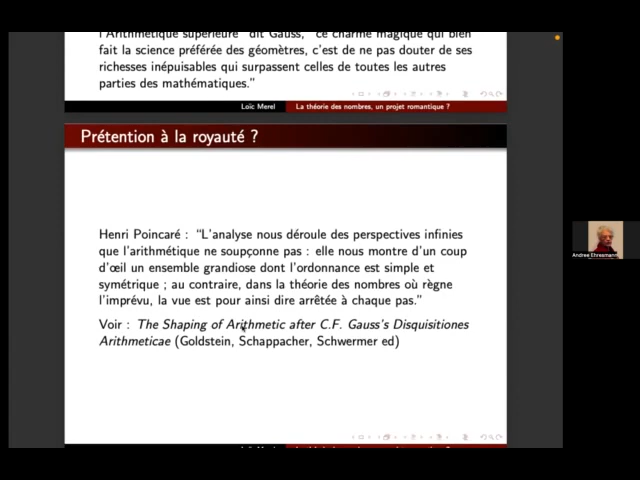 l'Arithmétique supérieure" dit Gauss, "ce charme magique qui bien
fait la science préférée des géomètres, c'est de ne pas douter de ses
richesses inépuisables qui surpassent celles de toutes les autres
parties des mathématiques."
Loïc Merel La théorie des nombres, un projet romantique ?
Prétention à la royauté ?
Henri Poincaré : "L'analyse nous déroule des perspectives infinies
que l'arithmétique ne soupçonne pas : elle nous montre d'un coup
d'œil un ensemble grandiose dont l'ordonnance est simple et
symétrique ; au contraire, dans la théorie des nombres où règne
l'imprévu, la vue est pour ainsi dire arrêtée à chaque pas."
Voir : The Shaping of Arithmetic after C.F. Gauss's Disquisitiones
Arithmeticae (Goldstein, Schappacher, Schwermer ed)
Andree Ehresmann